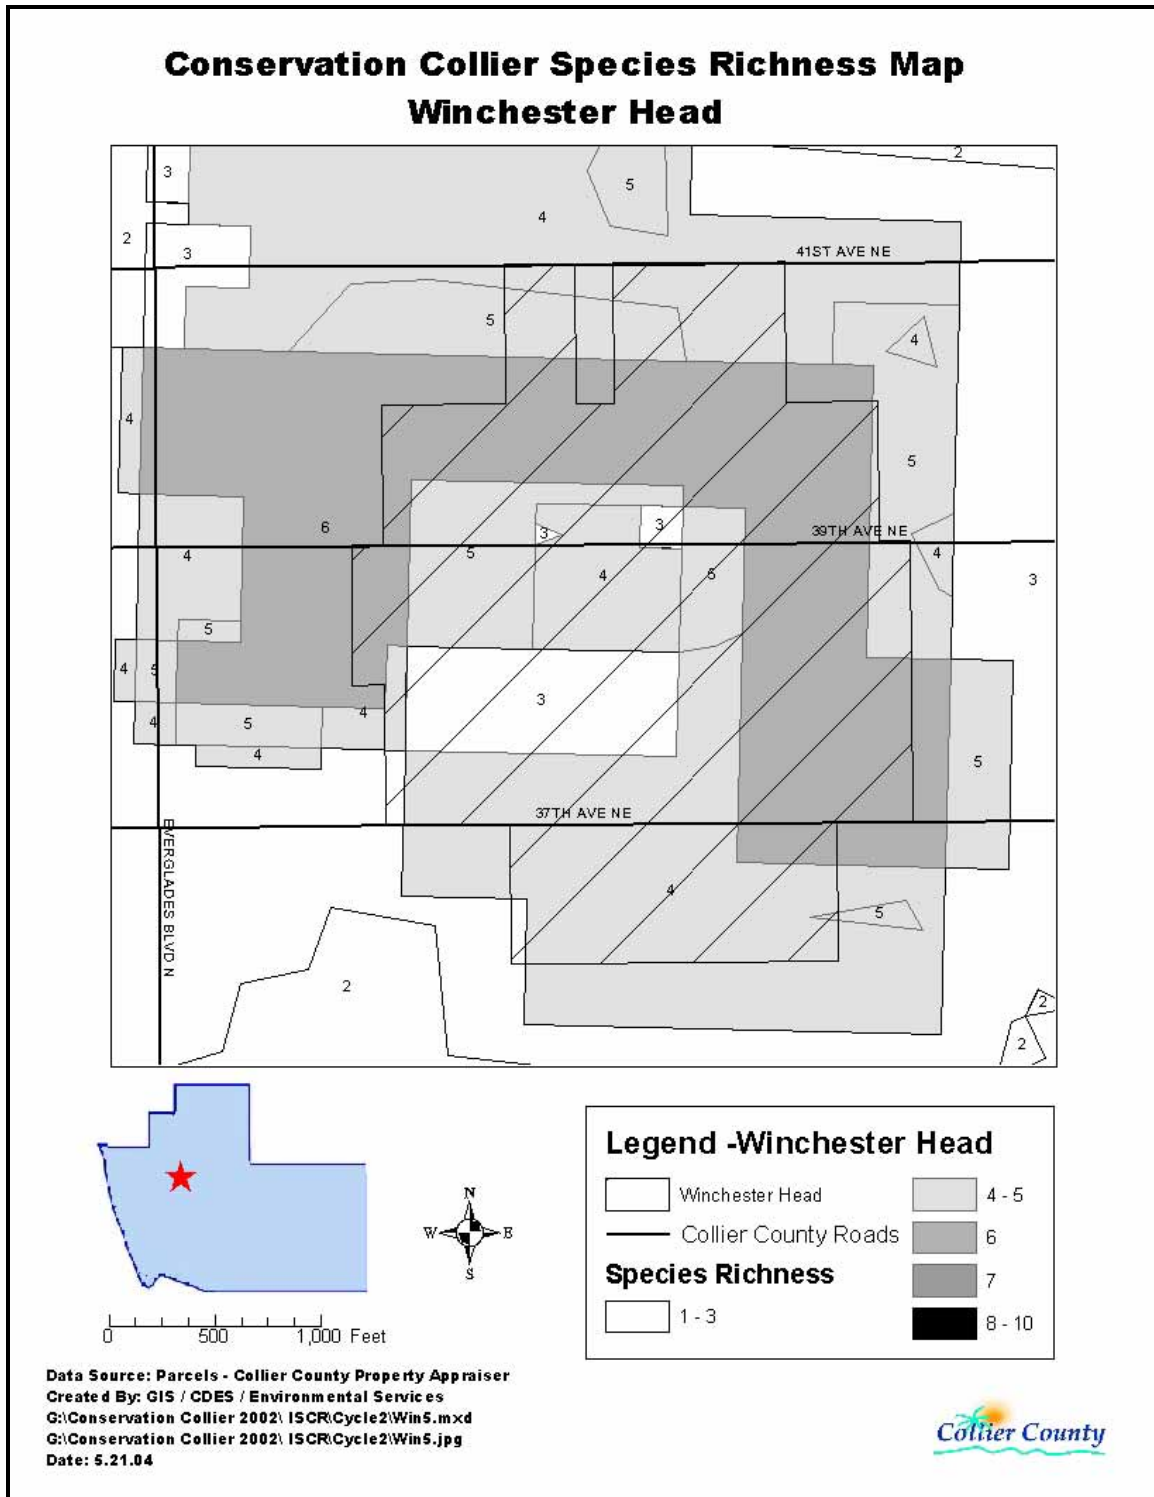 Conservation Collier Species Richness Map
Winchester Head
2
3
5
4
2
3
41ST AVE NE
5
4
4
5
6
3
3
39TH AVE NE
4
5
4
4
5
3
5
4
5
4
3
4
5
4
5
4
37TH AVE NE
EVERGLADES BLVD N
4
5
2
2
2
Legend -Winchester Head
Winchester Head
4 - 5
Collier County Roads
6
Species Richness
7
1 - 3
8 - 10
N
W
E
S
0
500
1,000 Feet
Data Source: Parcels - Collier County Property Appraiser
Created By: GIS / CDES / Environmental Services
G:\Conservation Collier 2002\ ISCR\Cycle2\Win5.mxd
G:\Conservation Collier 2002\ ISCR\Cycle2\Win5.jpg
Date: 5.21.04
Collier County